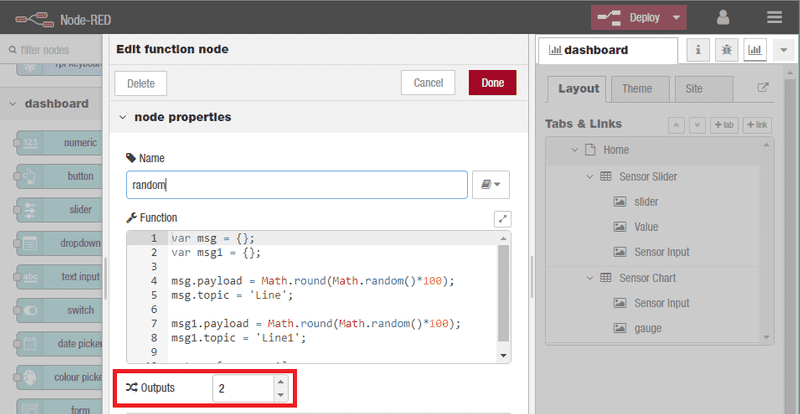 Node-RED
Deploy
filter nodes
rpi keyboard
dashboard
numeric
button
slider
dropdown
text input
switch
date picke
colour picke
form
Edit function node
Delete
Cancel
Done
node properties
Name
random
Function
1 var msg = {};
2 var msg1 = {};
3
4 msg.payload = Math.round(Math.random()*100);
5 msg.topic = 'Line';
6
7 msg1.payload = Math.round(Math.random()*100);
8 msg1.topic = 'Line1';
9
Outputs 2
dashboard
i
Layout Theme Site
Tabs & Links
+tab +link
Home
Sensor Slider
slider
Value
Sensor Input
Sensor Chart
Sensor Input
gauge